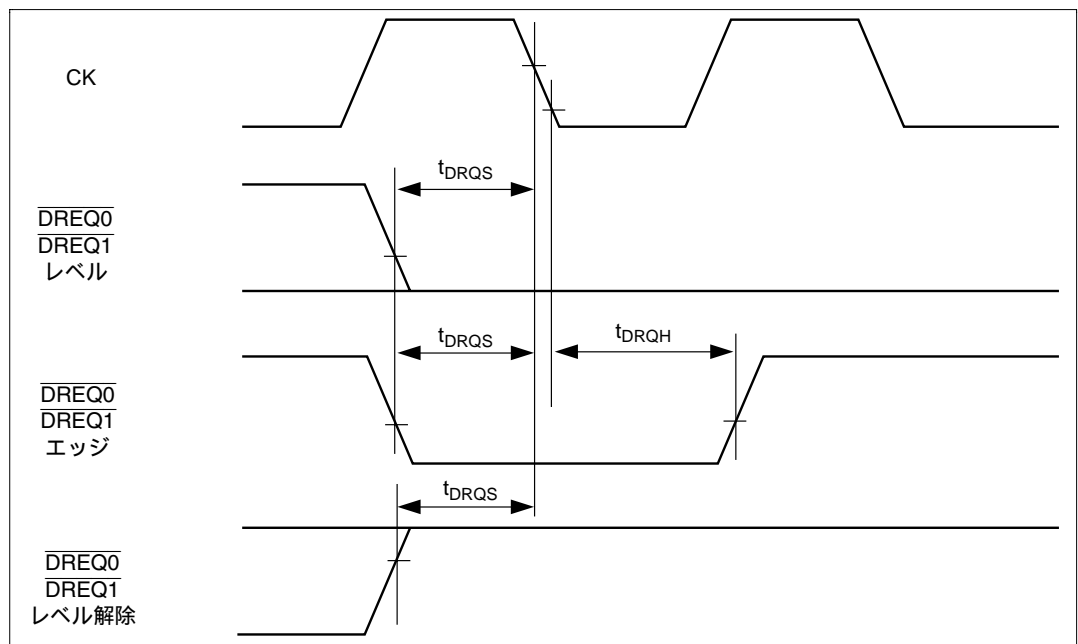 CK
tDRQS
DREQ0
DREQ1
レベル
tDRQS
tDRQH
DREQ0
DREQ1
エッジ
tDRQS
DREQ0
DREQ1
レベル解除